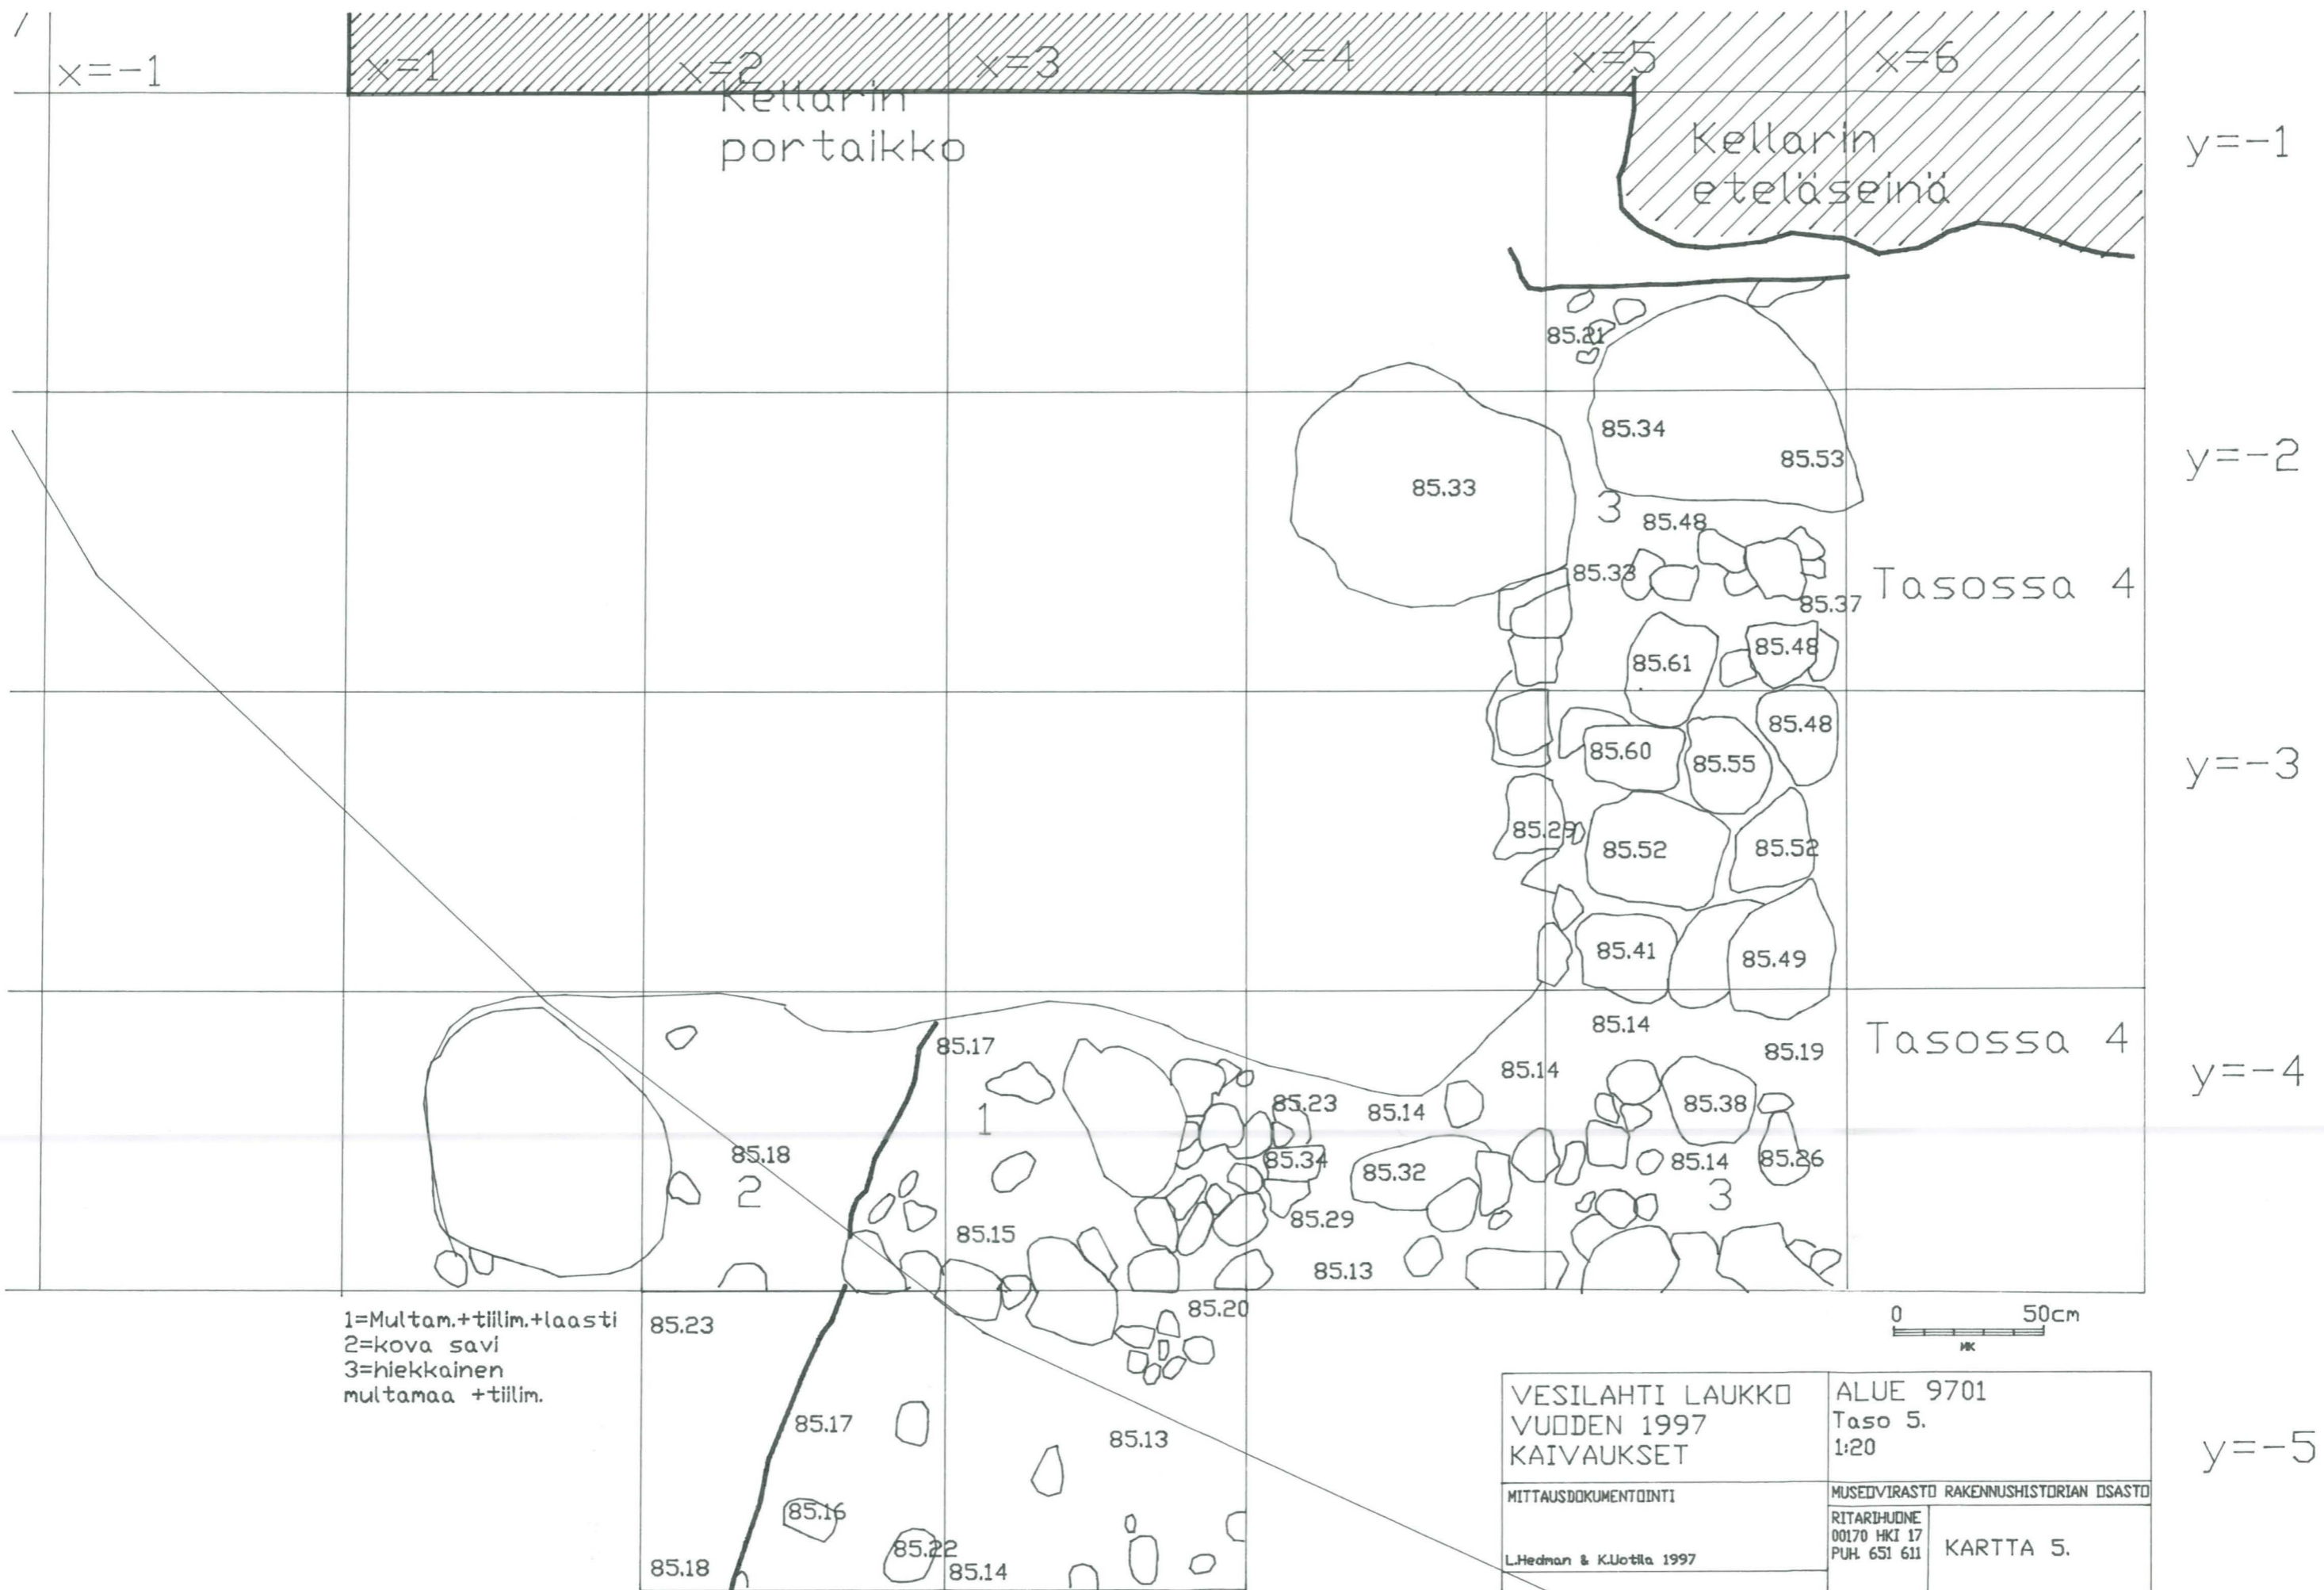 x=-1
x=1
x=2
x=3
x=4
x=5
x=6
Kellarin
portaikko
Kellarin
eteläseinä
y=-1
85.21
85.34
85.53
y=-2
85.33
3
85.48
85.33
Tasossa 4
85.37
85.48
85.61
85.48
85.60
85.55
y=-3
85.29
85.52
85.52
85.41
85.49
85.14
85.17
85.19
Tasossa 4
85.14
y=-4
1
85.23
85.14
85.38
85.18
85.34
85.32
85.14
85.26
2
3
85.29
85.15
85.13
1=Multam.+tiilim.+laasti
2=kova savi
3=hiekkainen
multamaa +tiilim.
85.23
85.20
0 50cm
85.17
85.13
85.16
85.22
85.18
85.14
y=-5
VESILAHTI LAUKKO
VUODEN 1997
KAIVAUKSET
ALUE 9701
Taso 5.
1:20
MITTAUSDOKUMENTOINTI
L.Hedman & K.Uotila 1997
MUSEOVIRASTO RAKENNUSHISTORIAN OSASTO
RITARIHUONE
00170 HKI 17
PUH. 651 611
KARTTA 5.